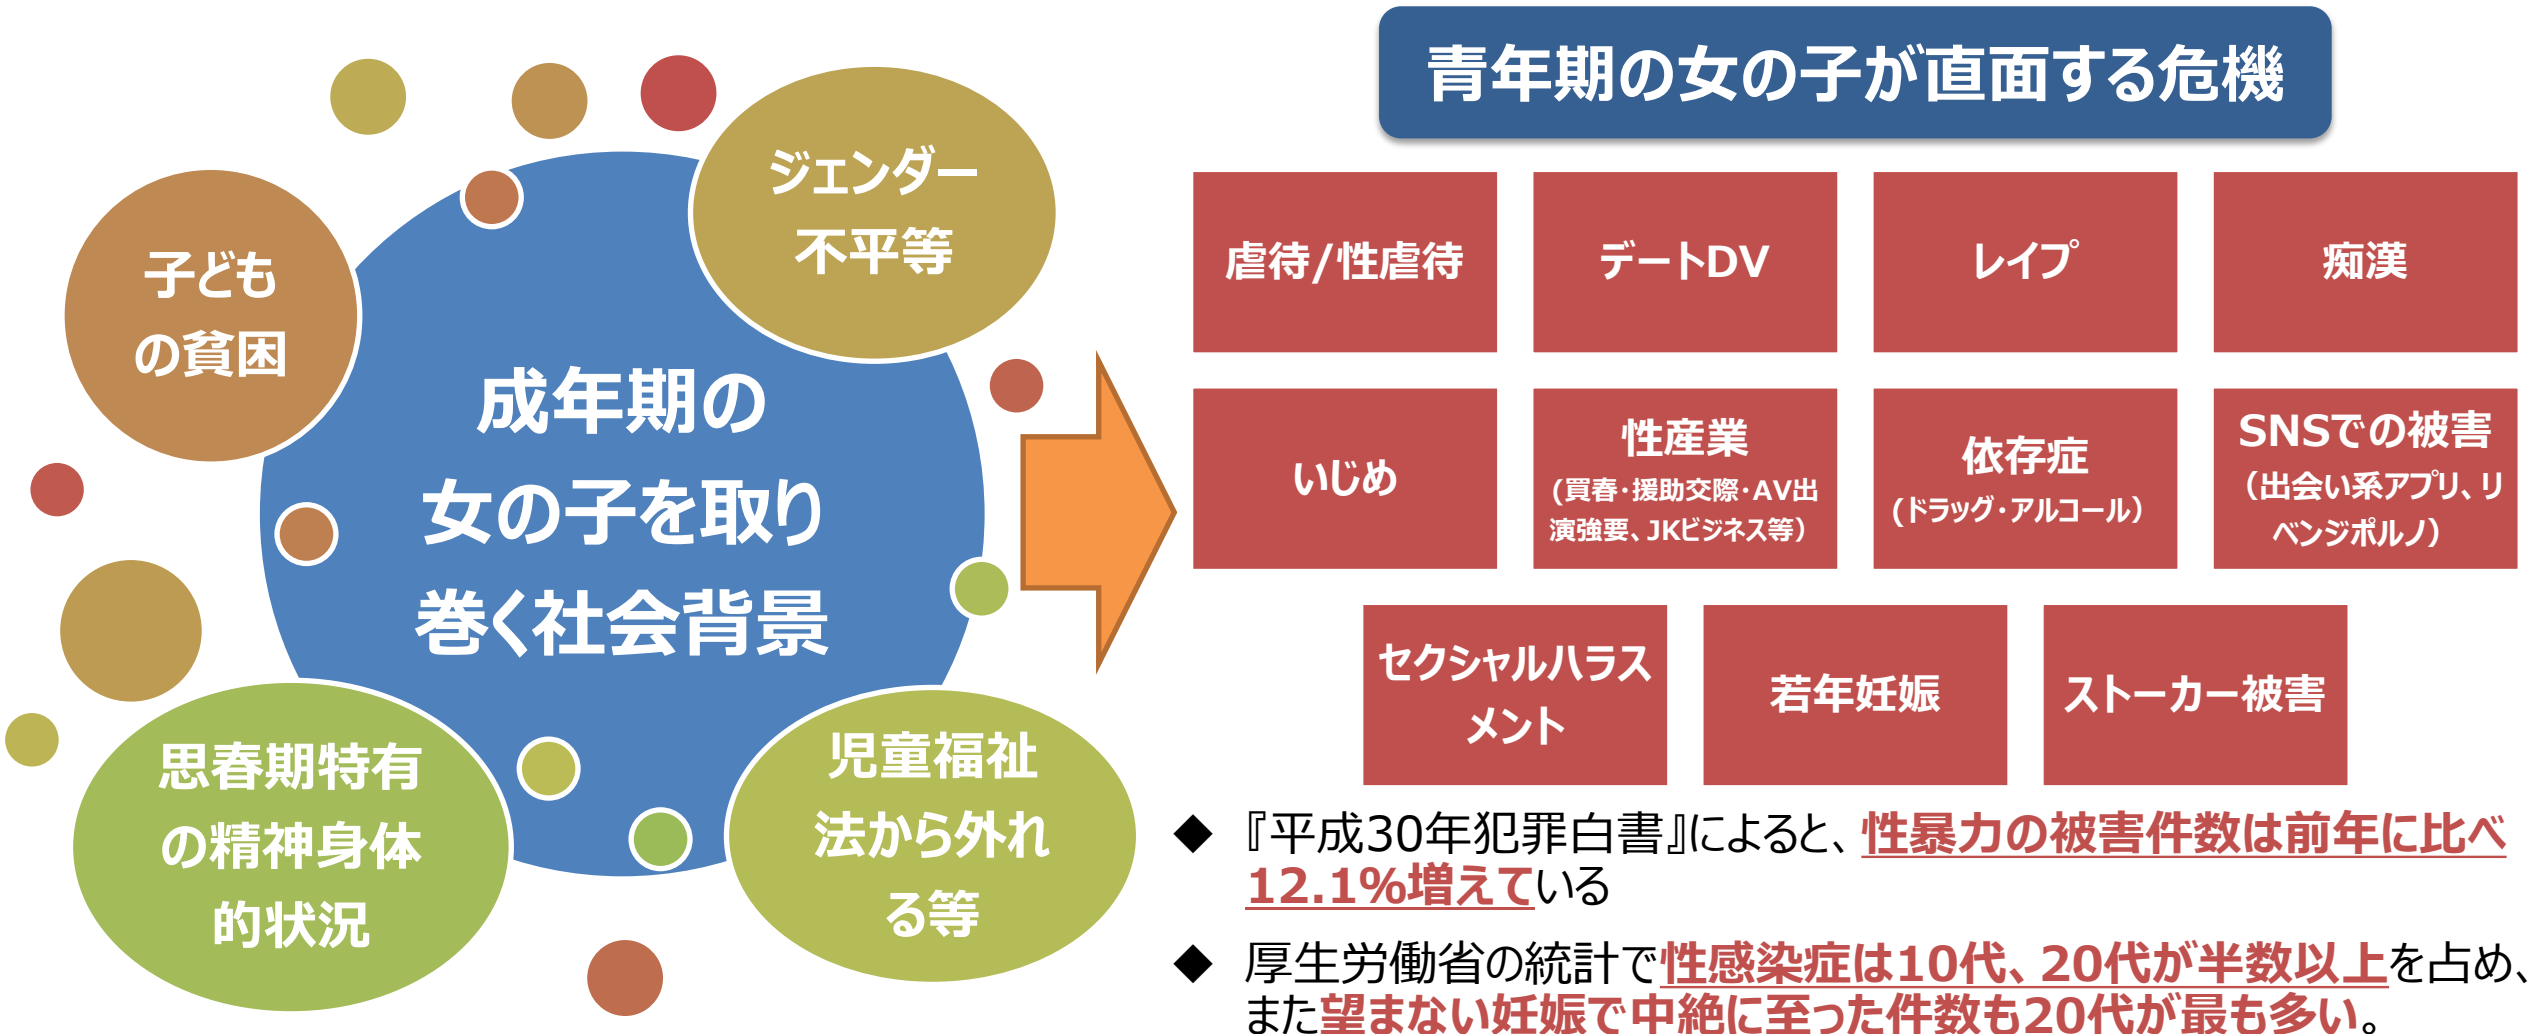 青年期の女の子が直面する危機
ジェンダー
不平等
子ども
の貧困
成年期の
女の子を取り
巻く社会背景
思春期特有
の精神身体
的状況
児童福祉
法から外れ
る等
虐待/性虐待
デートDV
レイプ
痴漢
いじめ
性産業
(買春・援助交際・AV出
演強要、JKビジネス等)
依存症
(ドラッグ・アルコール)
SNSでの被害
(出会い系アプリ、リ
ベンジポルノ)
セクシャルハラス
メント
若年妊娠
ストーカー被害
◆ 『平成30年犯罪白書』によると、性暴力の被害件数は前年に比べ
12.1%増えている
◆ 厚生労働省の統計で性感染症は10代、20代が半数以上を占め、
また望まない妊娠で中絶に至った件数も20代が最も多い。